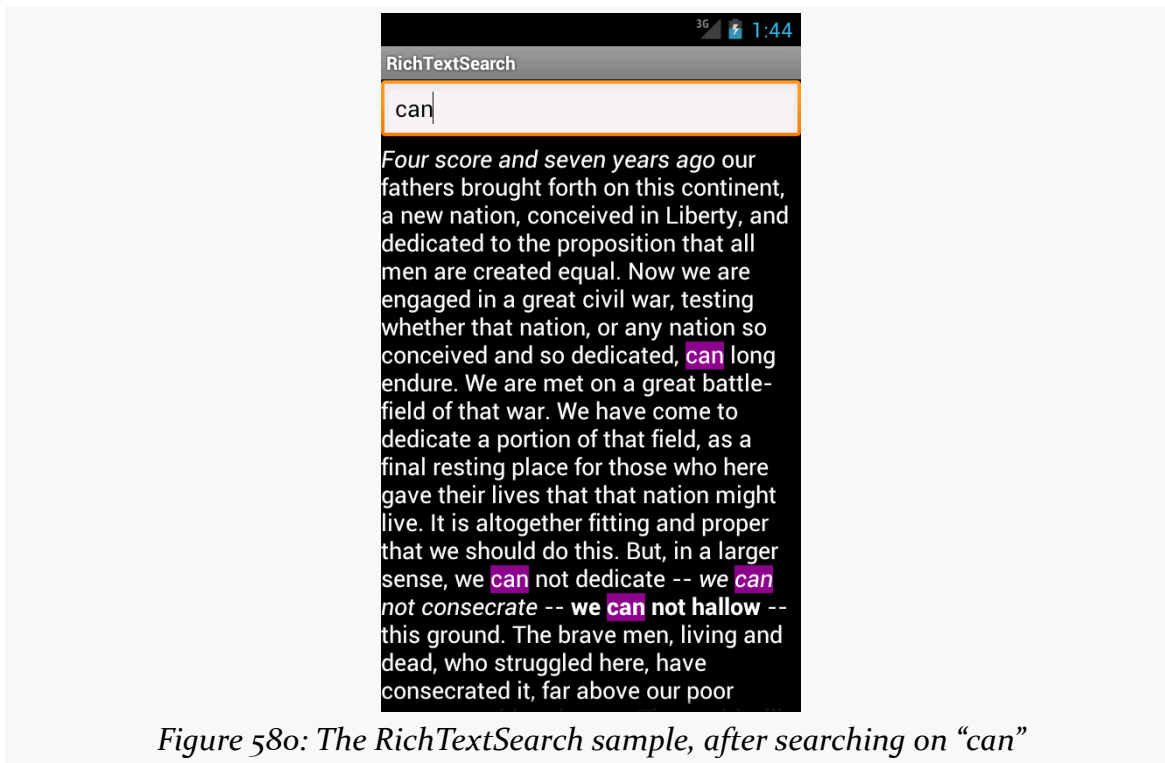 3G 1:44
RichTextSearch
can
Four score and seven years ago our
fathers brought forth on this continent,
a new nation, conceived in Liberty, and
dedicated to the proposition that all
men are created equal. Now we are
engaged in a great civil war, testing
whether that nation, or any nation so
conceived and so dedicated, can long
endure. We are met on a great battle-
field of that war. We have come to
dedicate a portion of that field, as a
final resting place for those who here
gave their lives that that nation might
live. It is altogether fitting and proper
that we should do this. But, in a larger
sense, we can not dedicate -- we can
not consecrate -- we can not hallow --
this ground. The brave men, living and
dead, who struggled here, have
consecrated it, far above our poor
Figure 580: The RichTextSearch sample, after searching on “can”